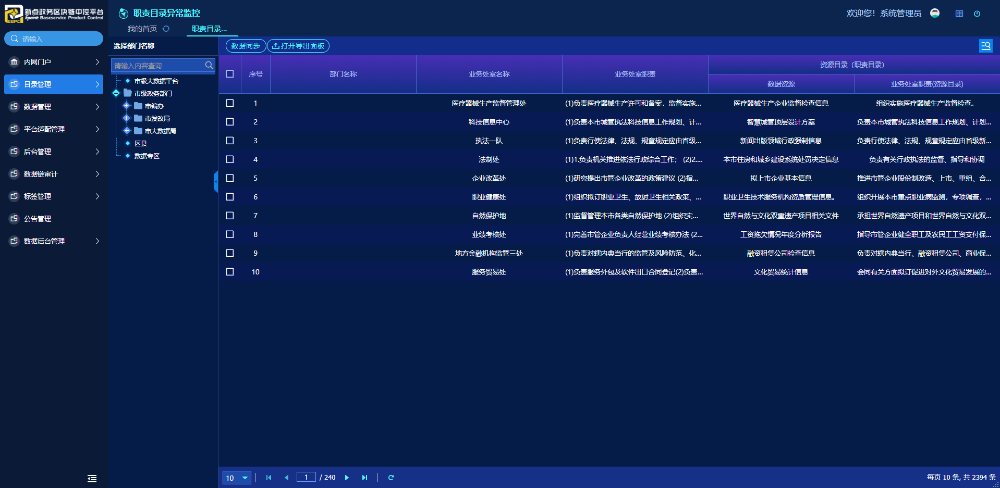 新点政务区块链中控平台
Epoint Baseservice Product Control
EBPC
请输入
内网门户
目录管理
数据管理
平台适配管理
后台管理
数据链审计
标签管理
公告管理
数据后台管理
职责目录异常监控
欢迎您！系统管理员
我的首页
职责目录...
选择部门名称
请输入内容查询
市级大数据平台
市级政务部门
市编办
市发改局
市大数据局
区县
数据专区
数据同步 打开导出面板
序号 部门名称 业务处室名称 业务处室职责 资源目录（职责目录）
数据资源 业务处室职责(资源目录)
1 医疗器械生产监督管理处 (1)负责医疗器械生产许可和备案，监督实施... 医疗器械生产企业监督检查信息 组织实施医疗器械生产监督检查。
2 科技信息中心 (1)负责本市城管执法科技信息工作规划、计... 智慧城管顶层设计方案 负责本市城管执法科技信息工作规划、计划...
3 执法一队 (1)负责行使法律、法规、规章规定应由省级... 新闻出版领域行政强制信息 负责行使法律、法规、规章规定应由省级新...
4 法制处 (1)1.负责机关推进依法行政综合工作； (2)2.... 本市住房和城乡建设系统处罚决定信息 负责有关行政执法的监督、指导和协调
5 企业改革处 (1)研究提出市管企业改革的政策建议 (2)指... 拟上市企业基本信息 推进市管企业股份制改造、上市、重组、合...
6 职业健康处 (1)组织拟订职业卫生、放射卫生相关政策、... 职业卫生技术服务机构资质管理信息。 组织开展本市重点职业病监测，专项调查，...
7 自然保护地 (1)监督管理本市各类自然保护地 (2)组织实... 世界自然与文化双重遗产项目相关文件 承担世界自然遗产项目和世界自然与文化双...
8 业绩考核处 (1)完善市管企业负责人经营业绩考核办法 (2... 工资拖欠情况年度分析报告 指导市管企业健全职工及农民工工资支付保...
9 地方金融机构监管三处 (1)负责对辖内典当行的监管及风险防范、化... 融资租赁公司检查信息 负责对辖内典当行、融资租赁公司、商业保...
10 服务贸易处 (1)负责服务外包及软件出口合同登记(2)负责... 文化贸易统计信息 会同有关方面拟订促进对外文化贸易发展的...
10 1 / 240 每页 10 条, 共 2394 条